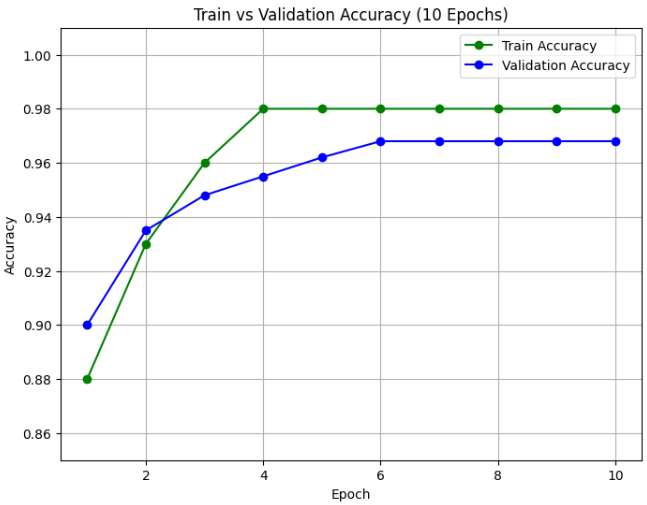 Train vs Validation Accuracy (10 Epochs)
Train Accuracy
Validation Accuracy
1.00
0.98
0.96
0.94
0.92
0.90
0.88
0.86
Accuracy
2 4 6 8 10
Epoch